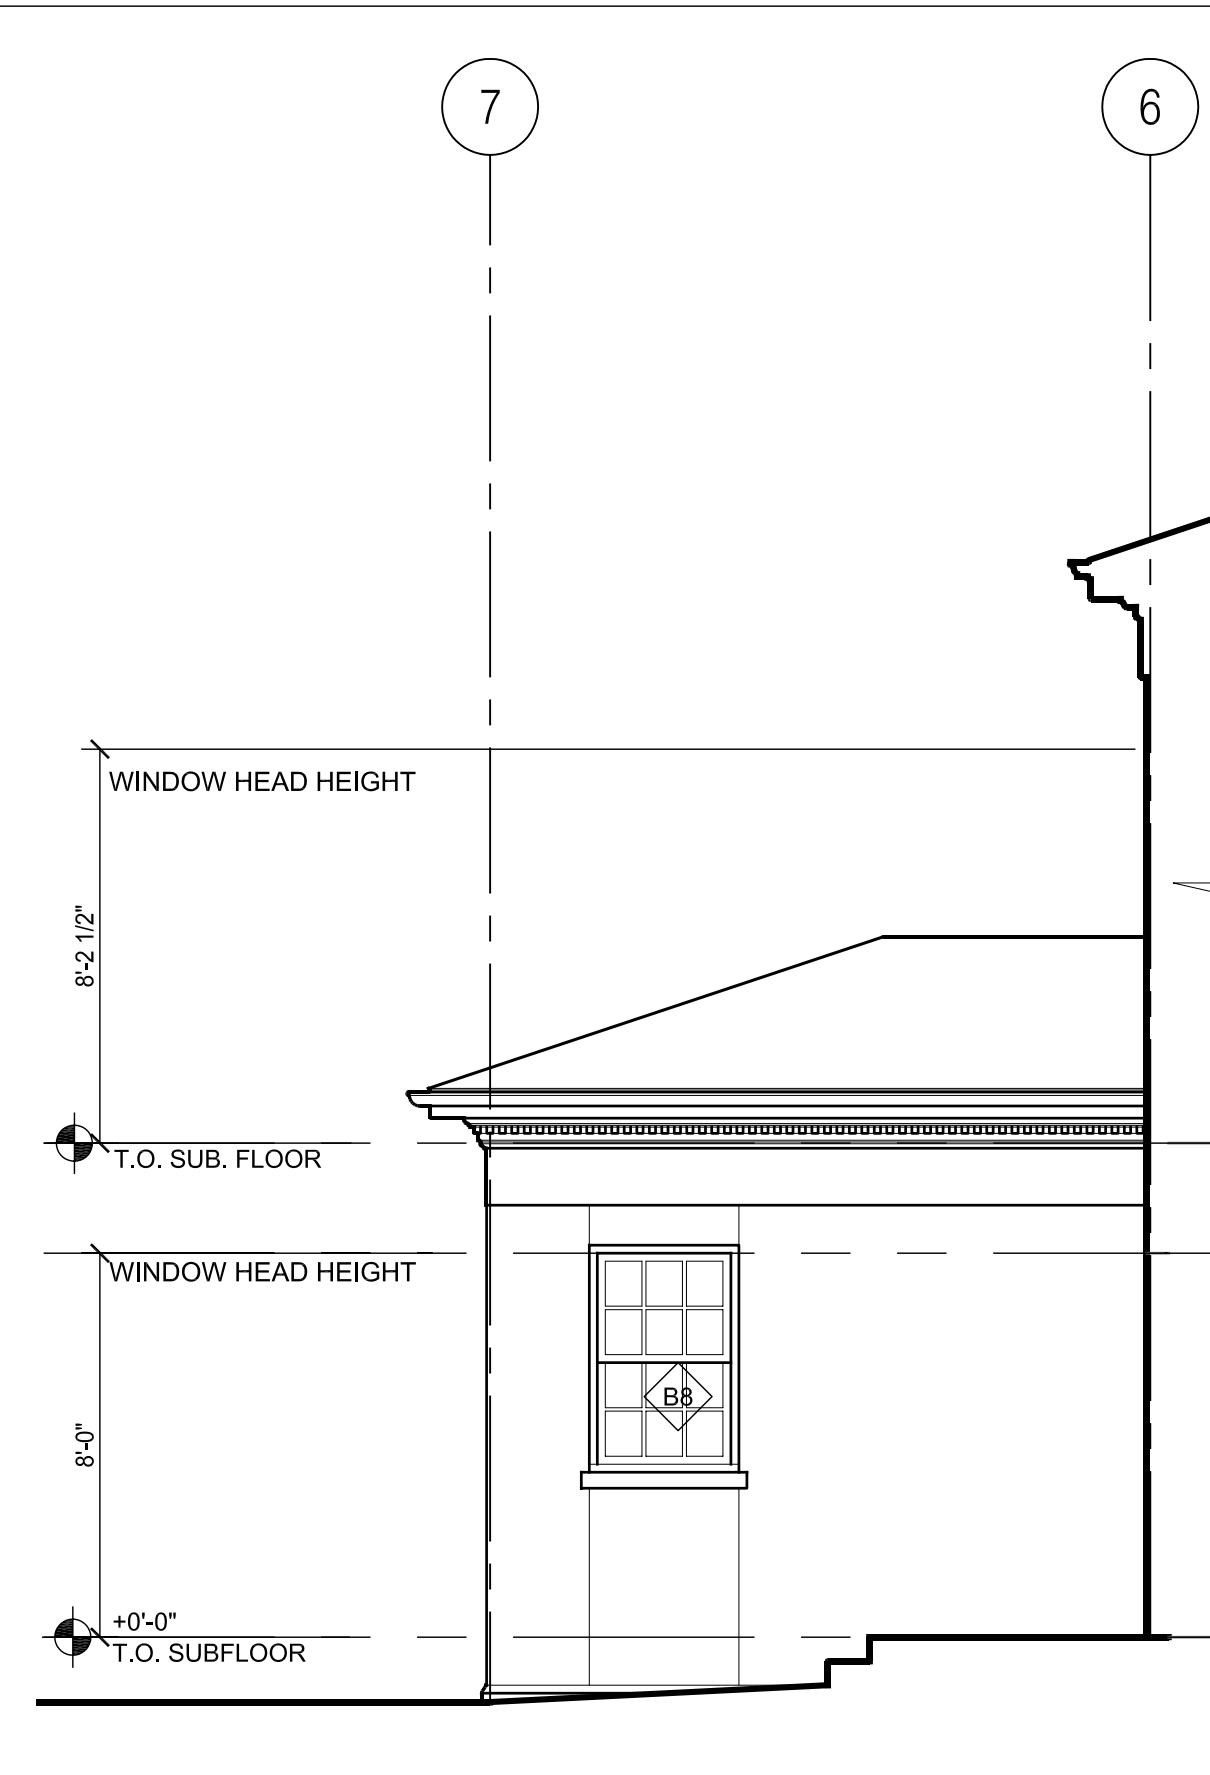 7
6
WINDOW HEAD HEIGHT
8'-2 1/2"
T.O. SUB. FLOOR
WINDOW HEAD HEIGHT
B8
8'-0"
+0'-0"
T.O. SUBFLOOR